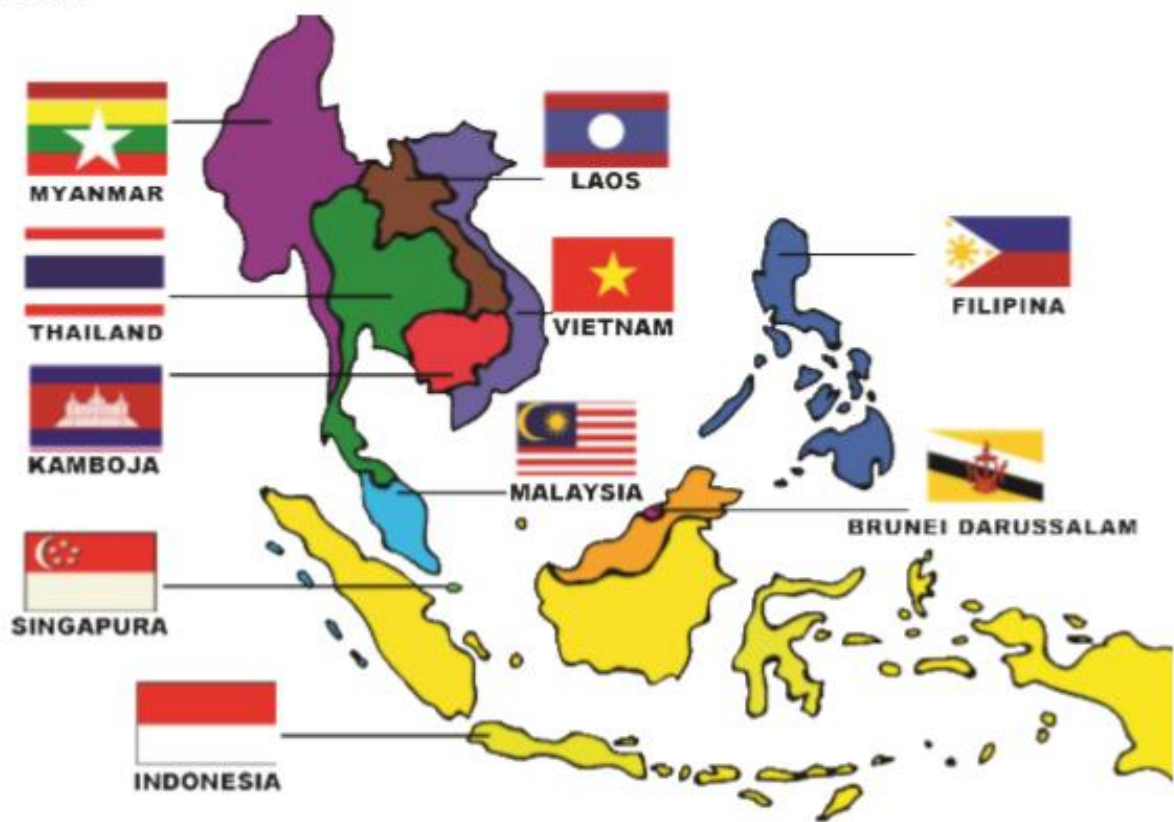 MYANMAR
LAOS
THAILAND
VIETNAM
FILIPINA
KAMBOJA
MALAYSIA
BRUNEI DARUSSALAM
SINGAPURA
INDONESIA